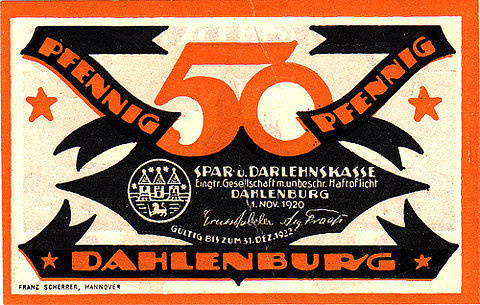 PFENNIG 50 PFENNIG
SPAR- u. DARLEHNSKASSE
Eingtr. Gesellschaft m. unbeschr. Haftpflicht
DAHLENBURG
1. NOV. 1920
GÜLTIG BIS ZUM 31. DEZ. 1922
★ DAHLENBURG ★
FRANZ SCHERRER, HANNOVER